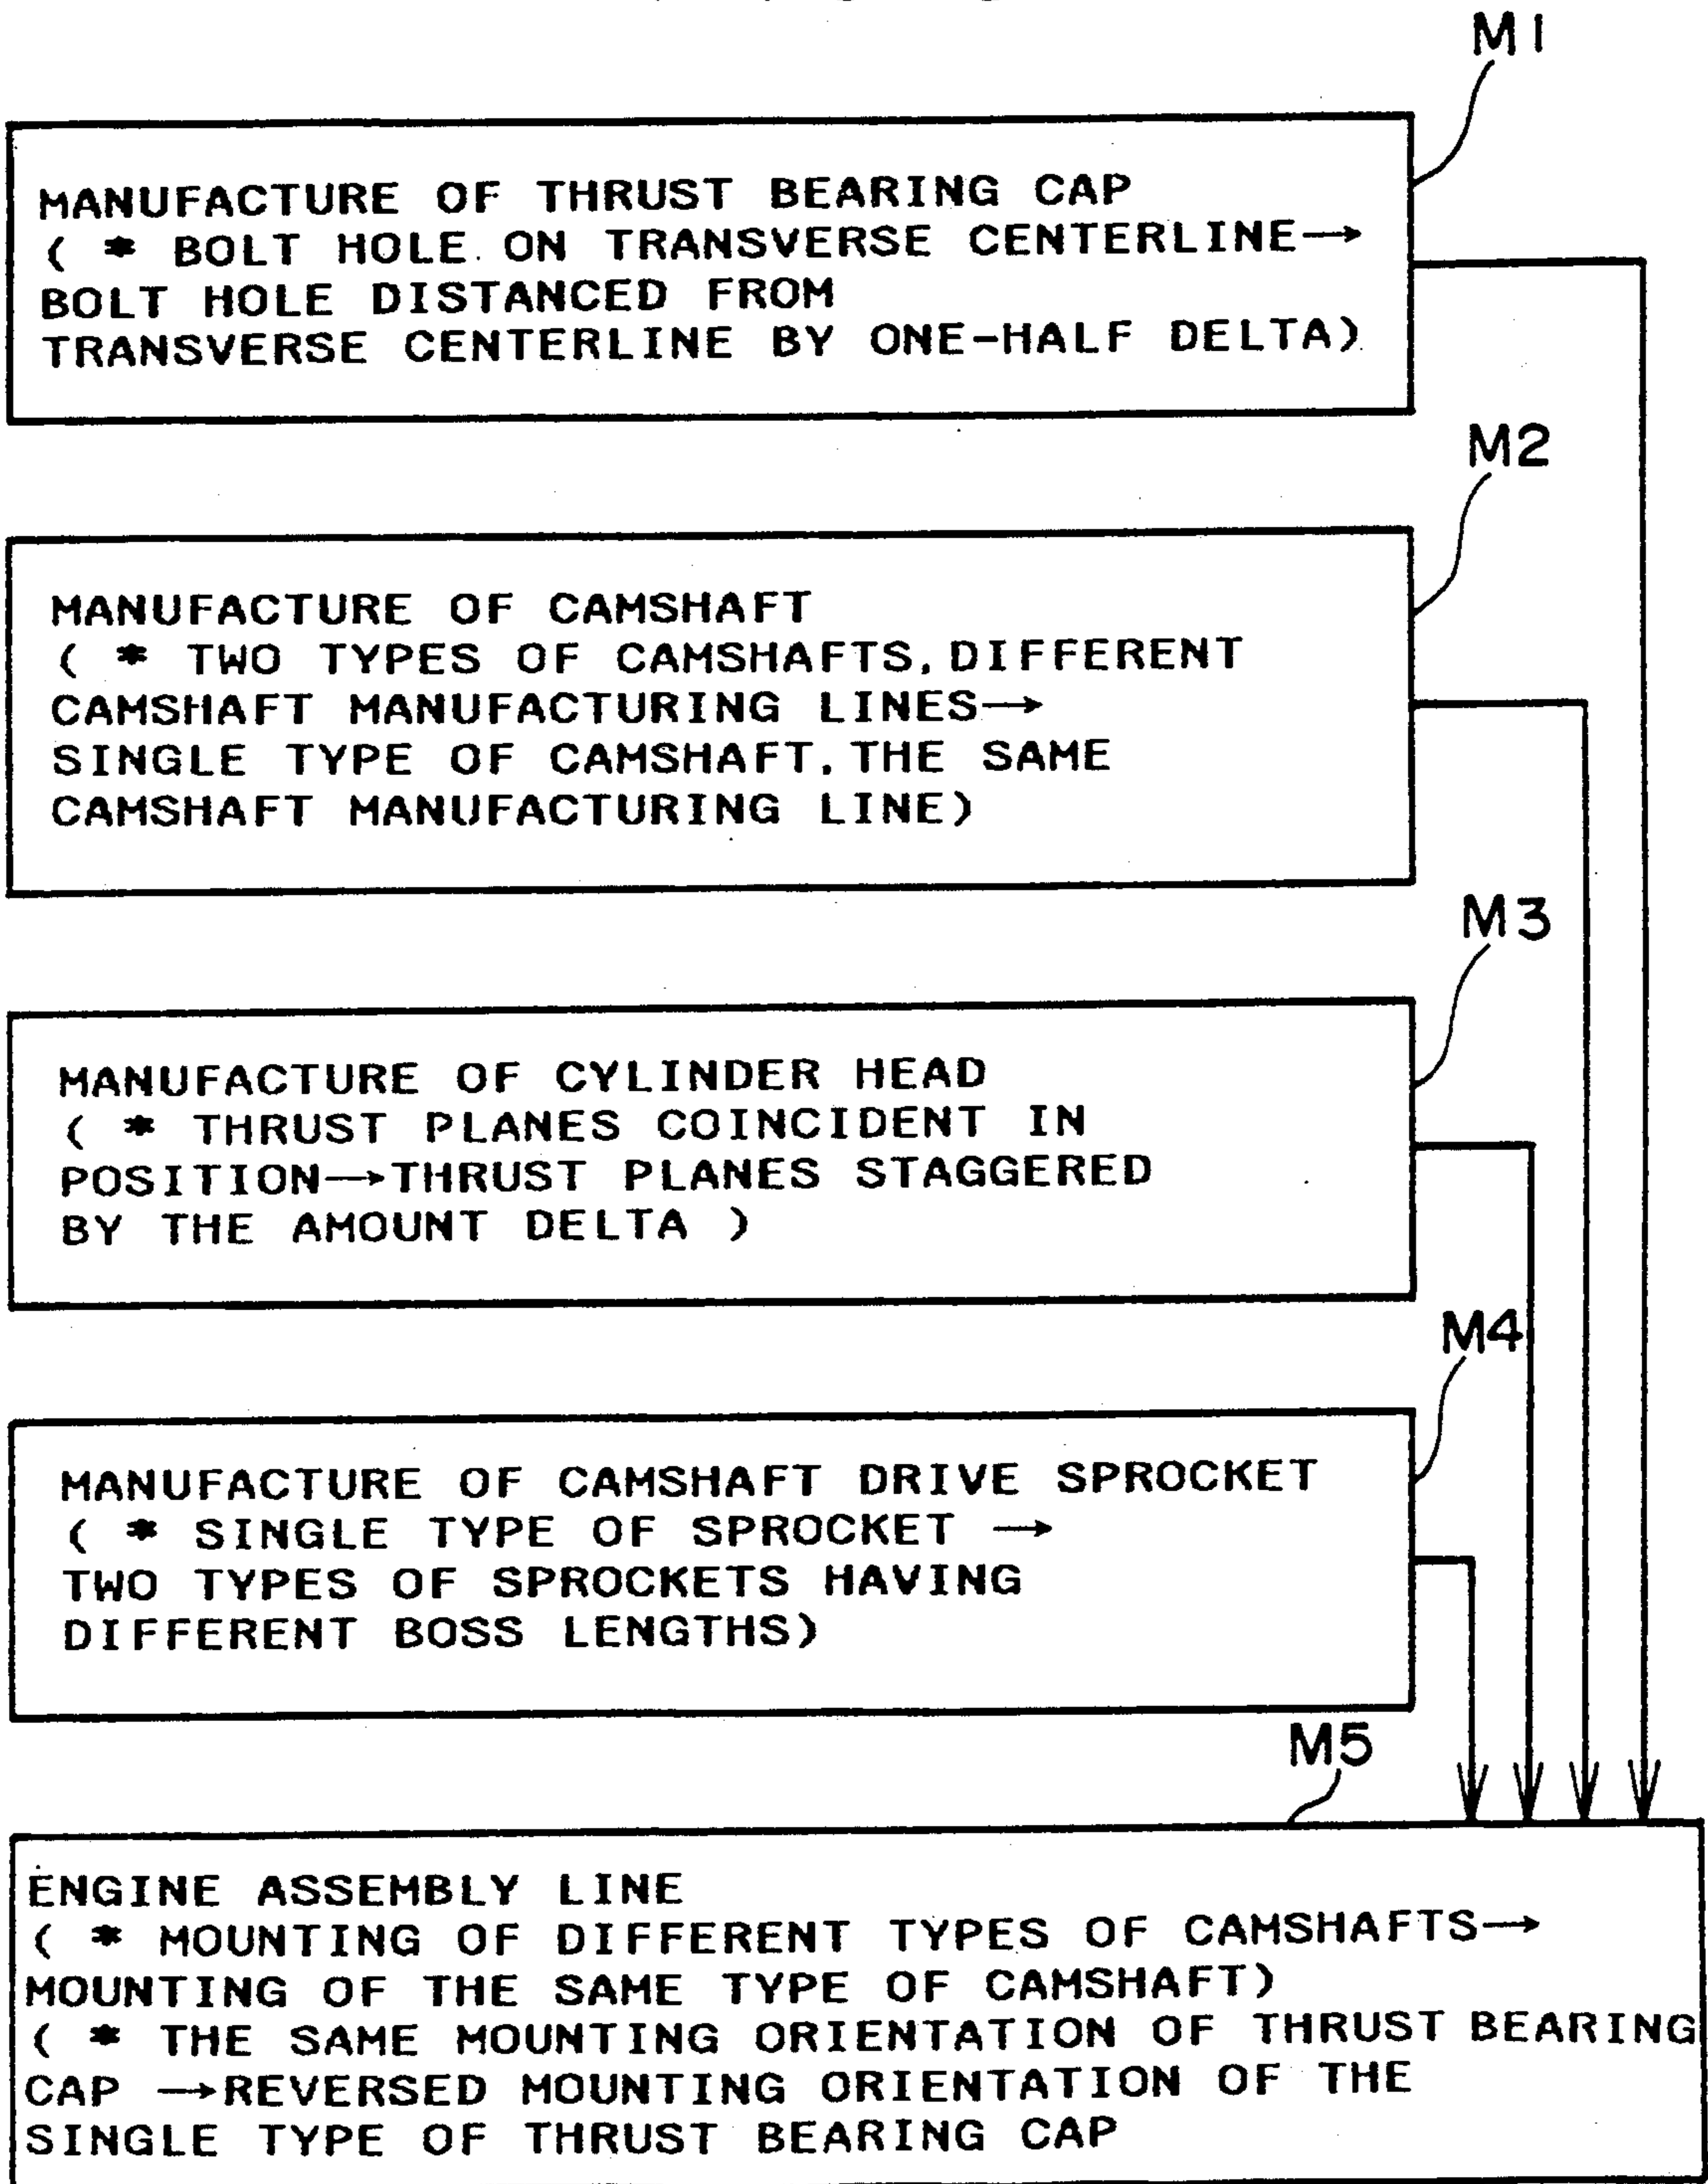 M1
MANUFACTURE OF THRUST BEARING CAP
( * BOLT HOLE ON TRANSVERSE CENTERLINE→
BOLT HOLE DISTANCED FROM
TRANSVERSE CENTERLINE BY ONE-HALF DELTA)
M2
MANUFACTURE OF CAMSHAFT
( * TWO TYPES OF CAMSHAFTS, DIFFERENT
CAMSHAFT MANUFACTURING LINES→
SINGLE TYPE OF CAMSHAFT, THE SAME
CAMSHAFT MANUFACTURING LINE)
M3
MANUFACTURE OF CYLINDER HEAD
( * THRUST PLANES COINCIDENT IN
POSITION→THRUST PLANES STAGGERED
BY THE AMOUNT DELTA )
M4
MANUFACTURE OF CAMSHAFT DRIVE SPROCKET
( * SINGLE TYPE OF SPROCKET →
TWO TYPES OF SPROCKETS HAVING
DIFFERENT BOSS LENGTHS)
M5
ENGINE ASSEMBLY LINE
( * MOUNTING OF DIFFERENT TYPES OF CAMSHAFTS→
MOUNTING OF THE SAME TYPE OF CAMSHAFT)
( * THE SAME MOUNTING ORIENTATION OF THRUST BEARING
CAP →REVERSED MOUNTING ORIENTATION OF THE
SINGLE TYPE OF THRUST BEARING CAP